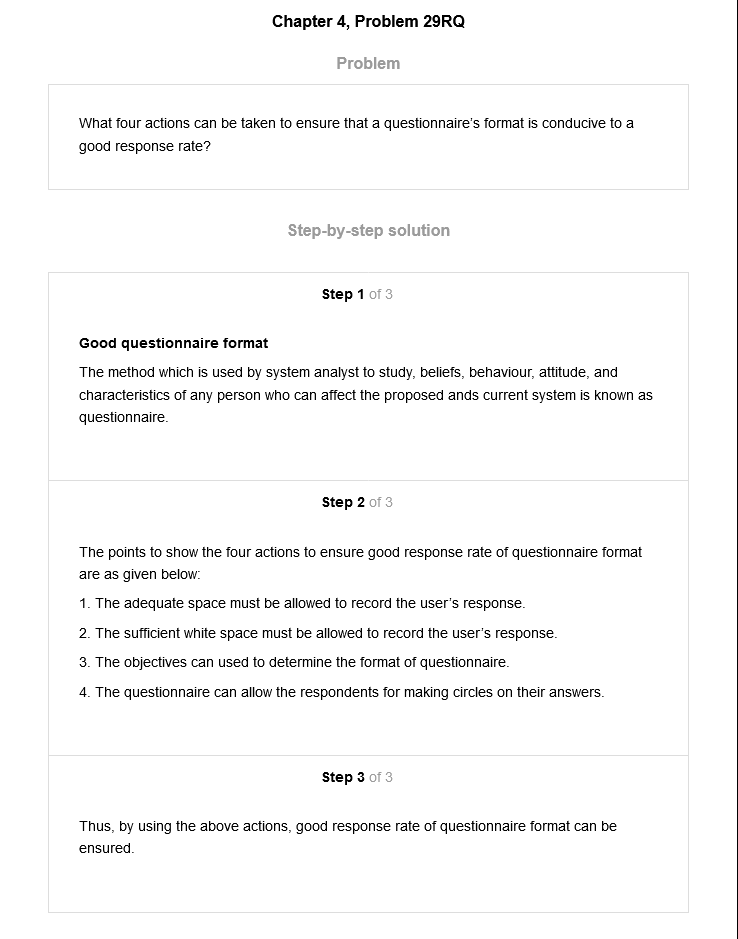 Chapter 4, Problem 29RQ
Problem
What four actions can be taken to ensure that a questionnaire’s format is conducive to a
good response rate?
Step-by-step solution
Step 1 of 3
Good questionnaire format
The method which is used by system analyst to study, beliefs, behaviour, attitude, and
characteristics of any person who can affect the proposed ands current system is known as
questionnaire.
Step 2 of 3
The points to show the four actions to ensure good response rate of questionnaire format
are as given below:
1. The adequate space must be allowed to record the user’s response.
2. The sufficient white space must be allowed to record the user’s response.
3. The objectives can used to determine the format of questionnaire.
4. The questionnaire can allow the respondents for making circles on their answers.
Step 3 of 3
Thus, by using the above actions, good response rate of questionnaire format can be
ensured.